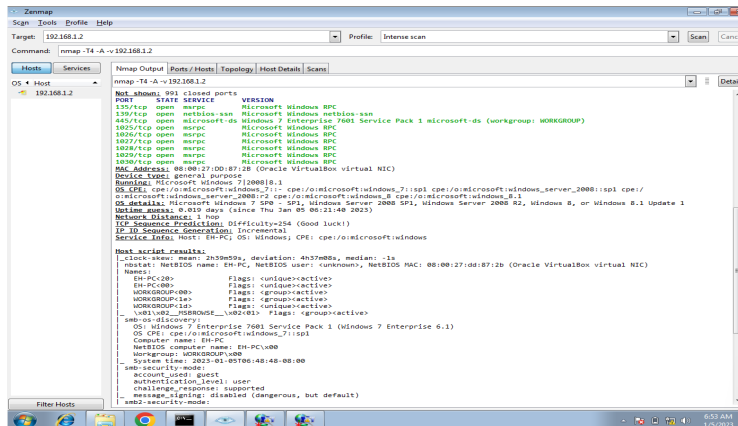 Zenmap
Scan Tools Profile Help
Target: 192.168.1.2 Profile: Intense scan Scan
Command: nmap -T4 -A -v 192.168.1.2
Hosts Services Nmap Output Ports / Hosts Topology Host Details Scans
OS Host nmap -T4 -A -v 192.168.1.2
192.168.1.2
Not shown: 991 closed ports
PORT STATE SERVICE VERSION
135/tcp open msrpc Microsoft Windows RPC
139/tcp open netbios-ssn Microsoft Windows netbios-ssn
445/tcp open microsoft-ds Windows 7 Enterprise 7601 Service Pack 1 microsoft-ds (workgroup: WORKGROUP)
1025/tcp open msrpc Microsoft Windows RPC
1026/tcp open msrpc Microsoft Windows RPC
1027/tcp open msrpc Microsoft Windows RPC
1028/tcp open msrpc Microsoft Windows RPC
1029/tcp open msrpc Microsoft Windows RPC
1030/tcp open msrpc Microsoft Windows RPC
MAC Address: 08:00:27:DD:87:2B (Oracle VirtualBox virtual NIC)
Device type: general purpose
Running: Microsoft Windows 7|2008|8.1
OS CPE: cpe:/o:microsoft:windows_7::- cpe:/o:microsoft:windows_7::sp1 cpe:/o:microsoft:windows_server_2008::sp1 cpe:/
o:microsoft:windows_server_2008:r2 cpe:/o:microsoft:windows_8 cpe:/o:microsoft:windows_8.1
OS details: Microsoft Windows 7 SP0 - SP1, Windows Server 2008 SP1, Windows Server 2008 R2, Windows 8, or Windows 8.1 Update 1
Uptime guess: 0.019 days (since Thu Jan 05 06:21:40 2023)
Network Distance: 1 hop
TCP Sequence Prediction: Difficulty=254 (Good luck!)
IP ID Sequence Generation: Incremental
Service Info: Host: EH-PC; OS: Windows; CPE: cpe:/o:microsoft:windows
Host script results:
|_clock-skew: mean: 2h39m59s, deviation: 4h37m08s, median: -1s
| nbstat: NetBIOS name: EH-PC, NetBIOS user: <unknown>, NetBIOS MAC: 08:00:27:dd:87:2b (Oracle VirtualBox virtual NIC)
| Names:
| EH-PC<20> Flags: <unique><active>
| EH-PC<00> Flags: <unique><active>
| WORKGROUP<00> Flags: <group><active>
| WORKGROUP<1e> Flags: <group><active>
| WORKGROUP<1d> Flags: <unique><active>
|_ \x01\x02__MSBROWSE__\x02<01> Flags: <group><active>
| smb-os-discovery:
| OS: Windows 7 Enterprise 7601 Service Pack 1 (Windows 7 Enterprise 6.1)
| OS CPE: cpe:/o:microsoft:windows_7::sp1
| Computer name: EH-PC
| NetBIOS computer name: EH-PC\x00
| Workgroup: WORKGROUP\x00
|_ System time: 2023-01-05T06:48:48-08:00
| smb-security-mode:
| account_used: guest
| authentication_level: user
| challenge_response: supported
|_ message_signing: disabled (dangerous, but default)
| smb2-security-mode:
Filter Hosts
6:53 AM
1/5/2023